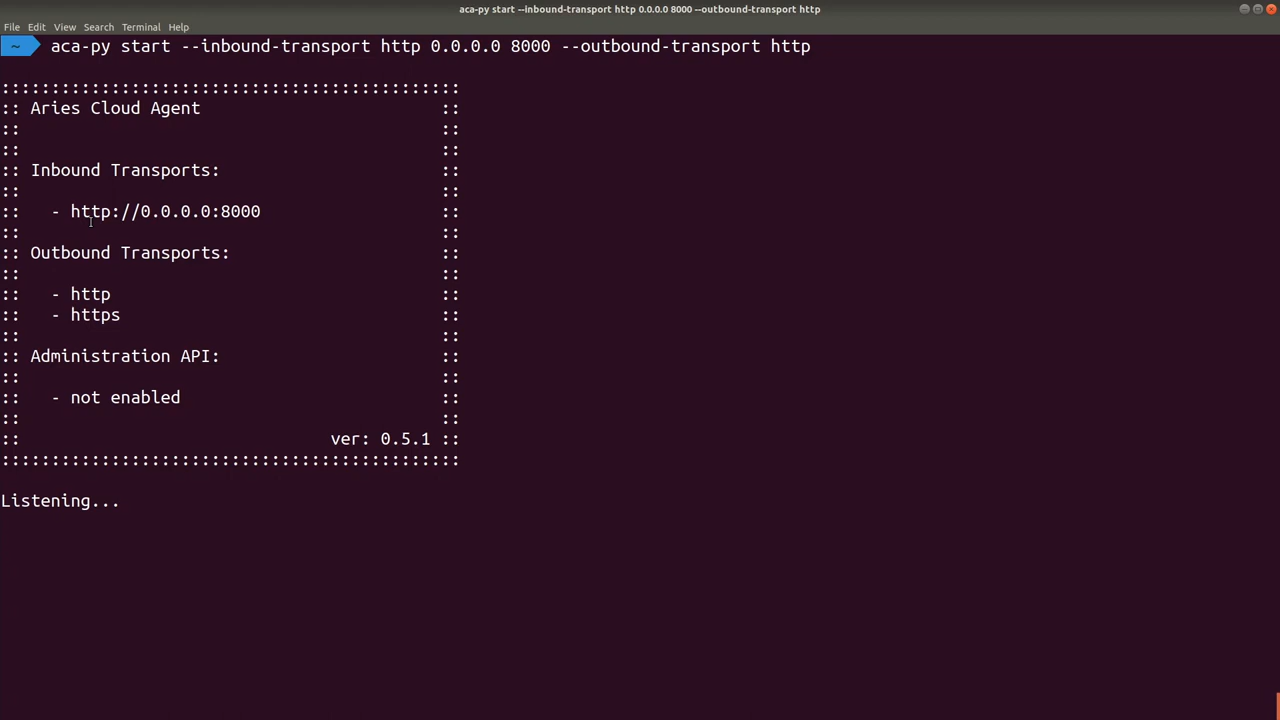 aca-py start --inbound-transport http 0.0.0.0 8000 --outbound-transport http
File Edit View Search Terminal Help
~ aca-py start --inbound-transport http 0.0.0.0 8000 --outbound-transport http
::::::::::::::::::::::::::::::::::::::::::::::
:: Aries Cloud Agent ::
:: ::
:: ::
:: Inbound Transports: ::
:: ::
:: - http://0.0.0.0:8000 ::
:: ::
:: Outbound Transports: ::
:: ::
:: - http ::
:: - https ::
:: ::
:: Administration API: ::
:: ::
:: - not enabled ::
:: ::
:: ver: 0.5.1 ::
::::::::::::::::::::::::::::::::::::::::::::::
Listening...